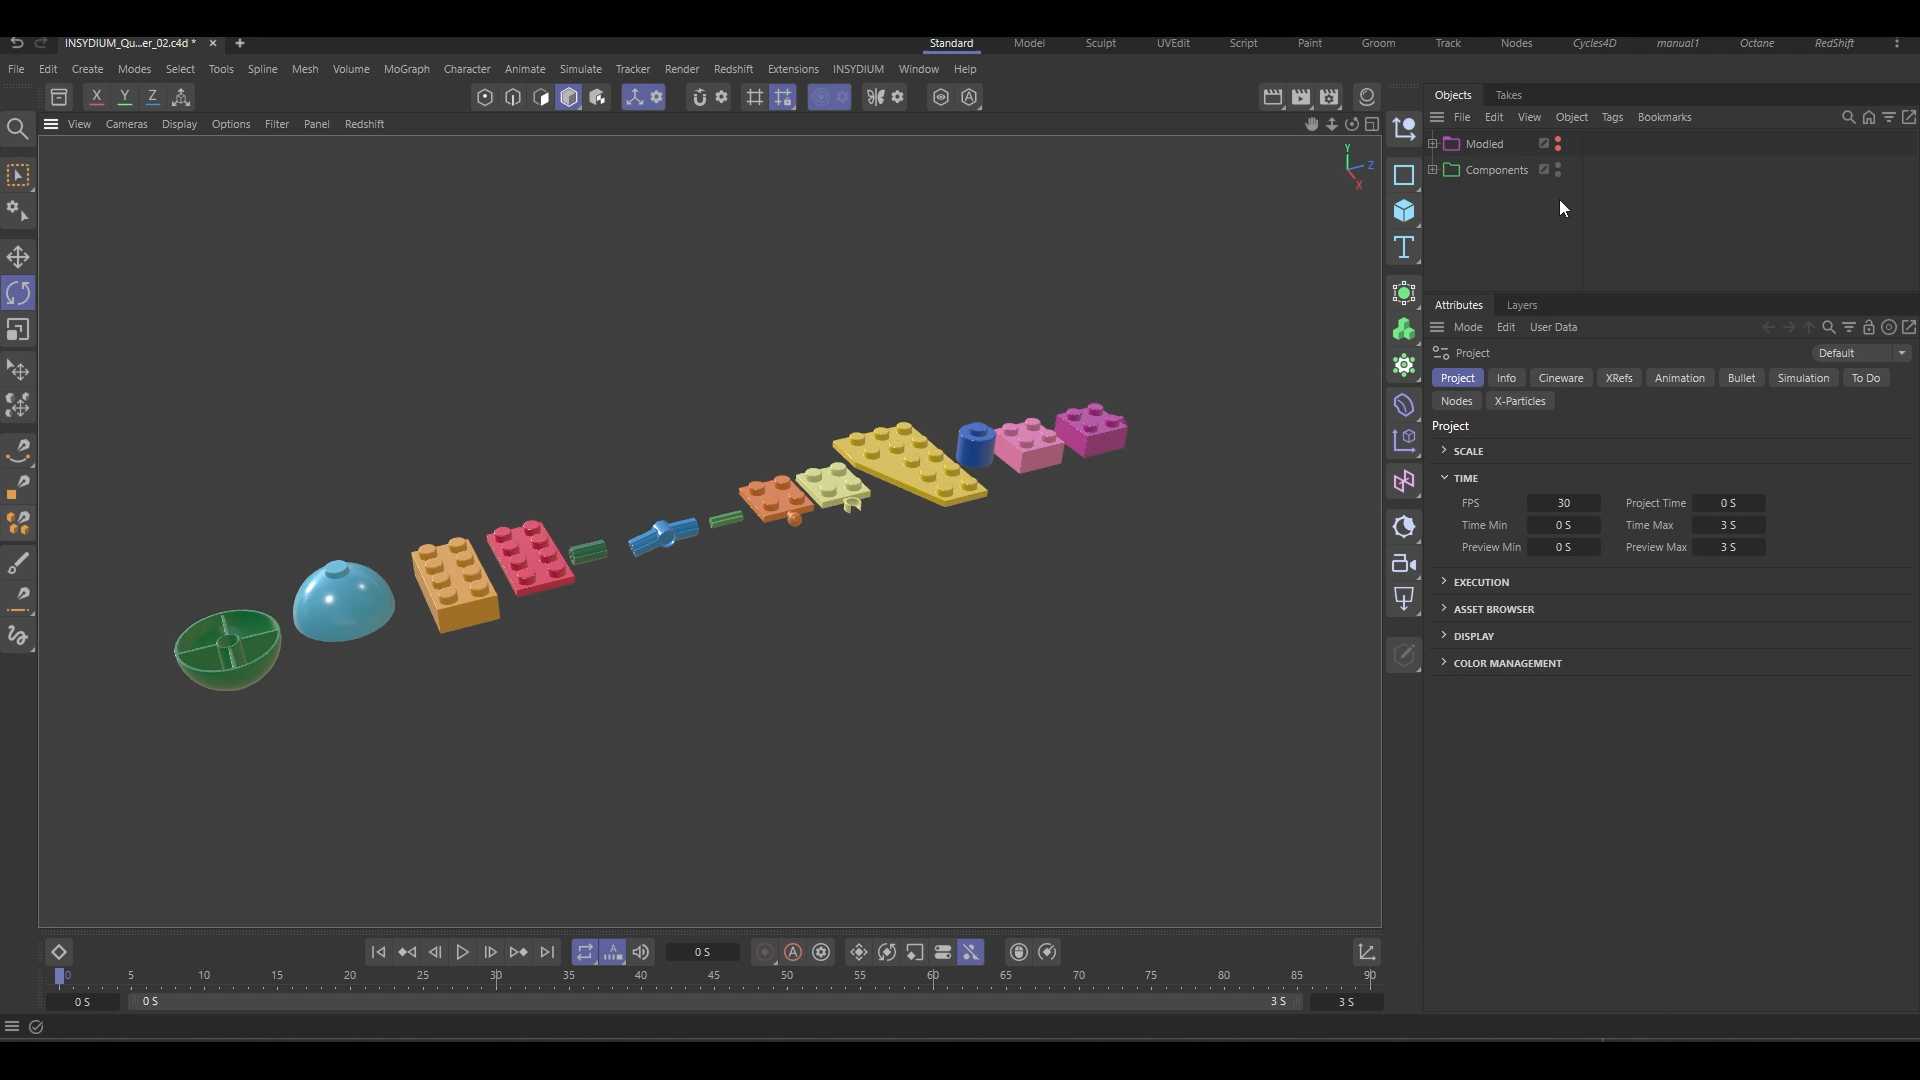 INSYDIUM_Qu...er_02.c4d * × +
Standard Model Sculpt UVEdit Script Paint Groom Track Nodes Cycles4D manual1 Octane RedShift
File Edit Create Modes Select Tools Spline Mesh Volume MoGraph Character Animate Simulate Tracker Render Redshift Extensions INSYDIUM Window Help
X Y Z
Objects Takes
View Cameras Display Options Filter Panel Redshift
File Edit View Object Tags Bookmarks
Modled
Y
Z
X
Components
Attributes Layers
Mode Edit User Data
Project Default
Project Info Cineware XRefs Animation Bullet Simulation To Do
Nodes X-Particles
Project
SCALE
TIME
FPS 30 Project Time 0 S
Time Min 0 S Time Max 3 S
Preview Min 0 S Preview Max 3 S
EXECUTION
ASSET BROWSER
DISPLAY
COLOR MANAGEMENT
0 S
0 5 10 15 20 25 30 35 40 45 50 55 60 65 70 75 80 85 90
0 S 0 S 3 S 3 S